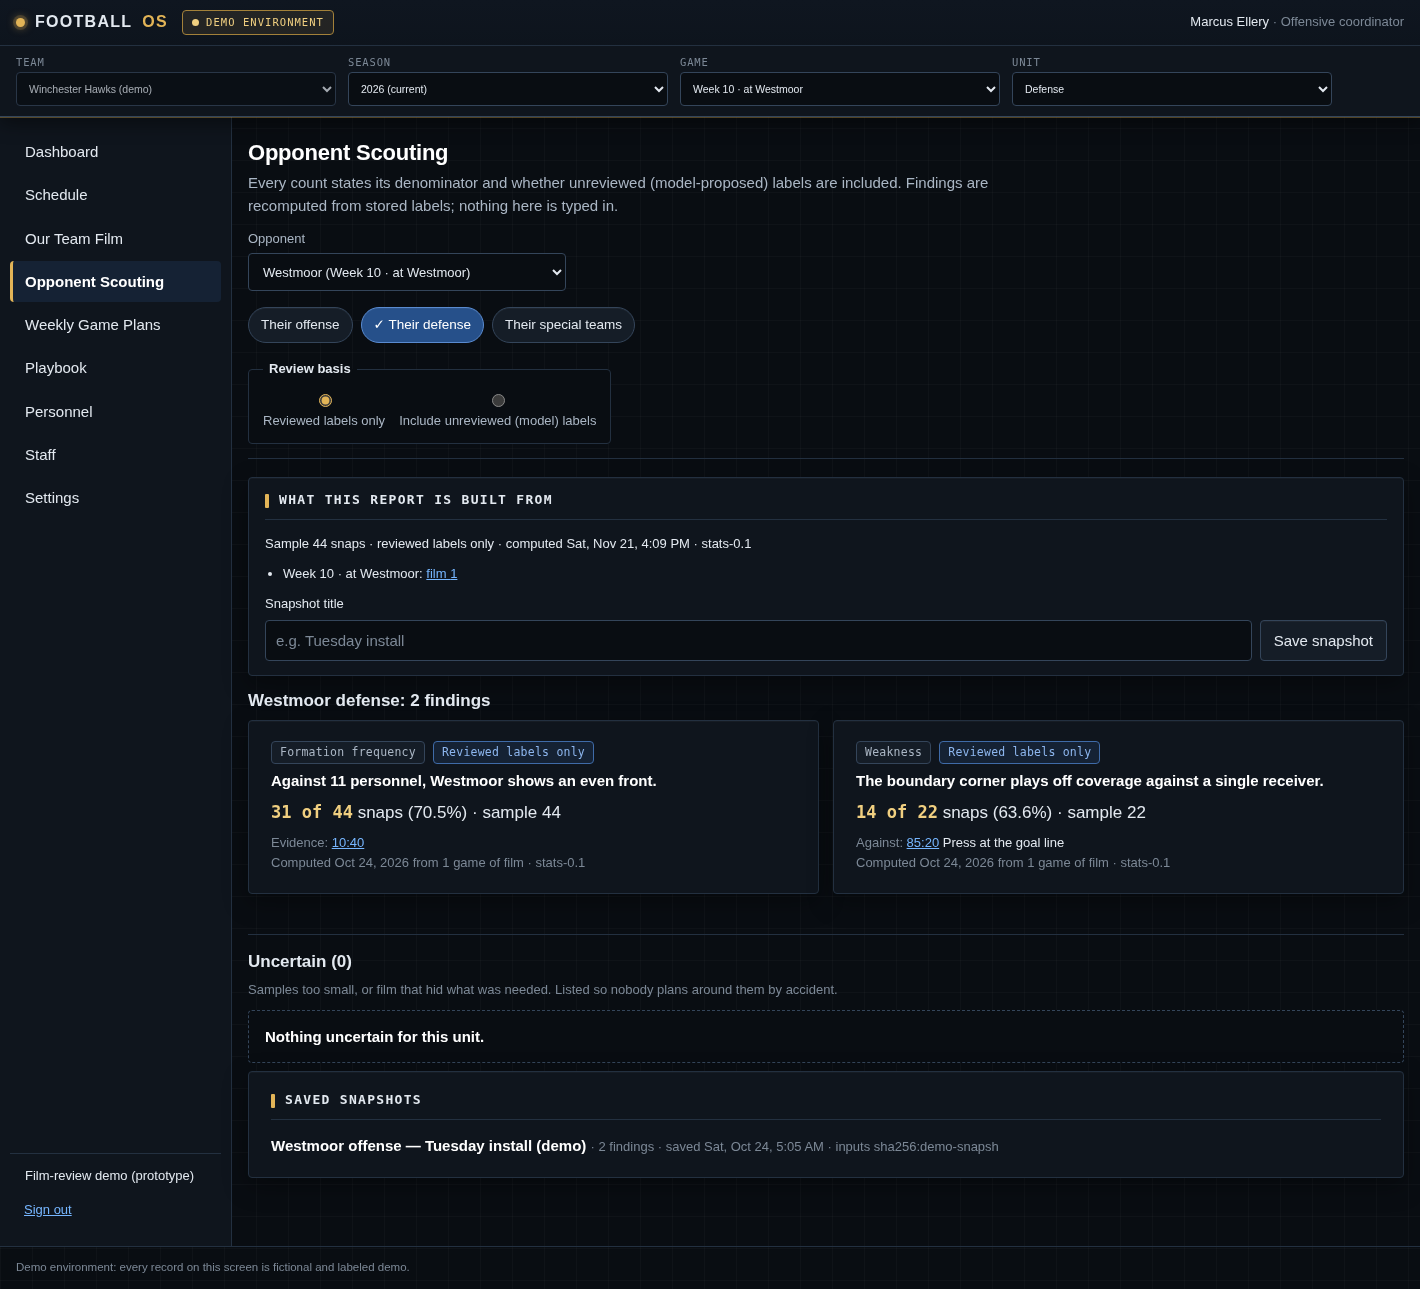 FOOTBALL OS
DEMO ENVIRONMENT
Marcus Ellery · Offensive coordinator
TEAM
SEASON
GAME
UNIT
Winchester Hawks (demo)
2026 (current)
Week 10 · at Westmoor
Defense
Dashboard
Schedule
Our Team Film
Opponent Scouting
Weekly Game Plans
Playbook
Personnel
Staff
Settings
Film-review demo (prototype)
Sign out
Opponent Scouting
Every count states its denominator and whether unreviewed (model-proposed) labels are included. Findings are
recomputed from stored labels; nothing here is typed in.
Opponent
Westmoor (Week 10 · at Westmoor)
Their offense
✓ Their defense
Their special teams
Review basis
Reviewed labels only
Include unreviewed (model) labels
WHAT THIS REPORT IS BUILT FROM
Sample 44 snaps · reviewed labels only · computed Sat, Nov 21, 4:09 PM · stats-0.1
• Week 10 · at Westmoor: film 1
Snapshot title
e.g. Tuesday install
Save snapshot
Westmoor defense: 2 findings
Formation frequency
Reviewed labels only
Against 11 personnel, Westmoor shows an even front.
31 of 44 snaps (70.5%) · sample 44
Evidence: 10:40
Computed Oct 24, 2026 from 1 game of film · stats-0.1
Weakness
Reviewed labels only
The boundary corner plays off coverage against a single receiver.
14 of 22 snaps (63.6%) · sample 22
Against: 85:20 Press at the goal line
Computed Oct 24, 2026 from 1 game of film · stats-0.1
Uncertain (0)
Samples too small, or film that hid what was needed. Listed so nobody plans around them by accident.
Nothing uncertain for this unit.
SAVED SNAPSHOTS
Westmoor offense — Tuesday install (demo) · 2 findings · saved Sat, Oct 24, 5:05 AM · inputs sha256:demo-snapsh
Demo environment: every record on this screen is fictional and labeled demo.